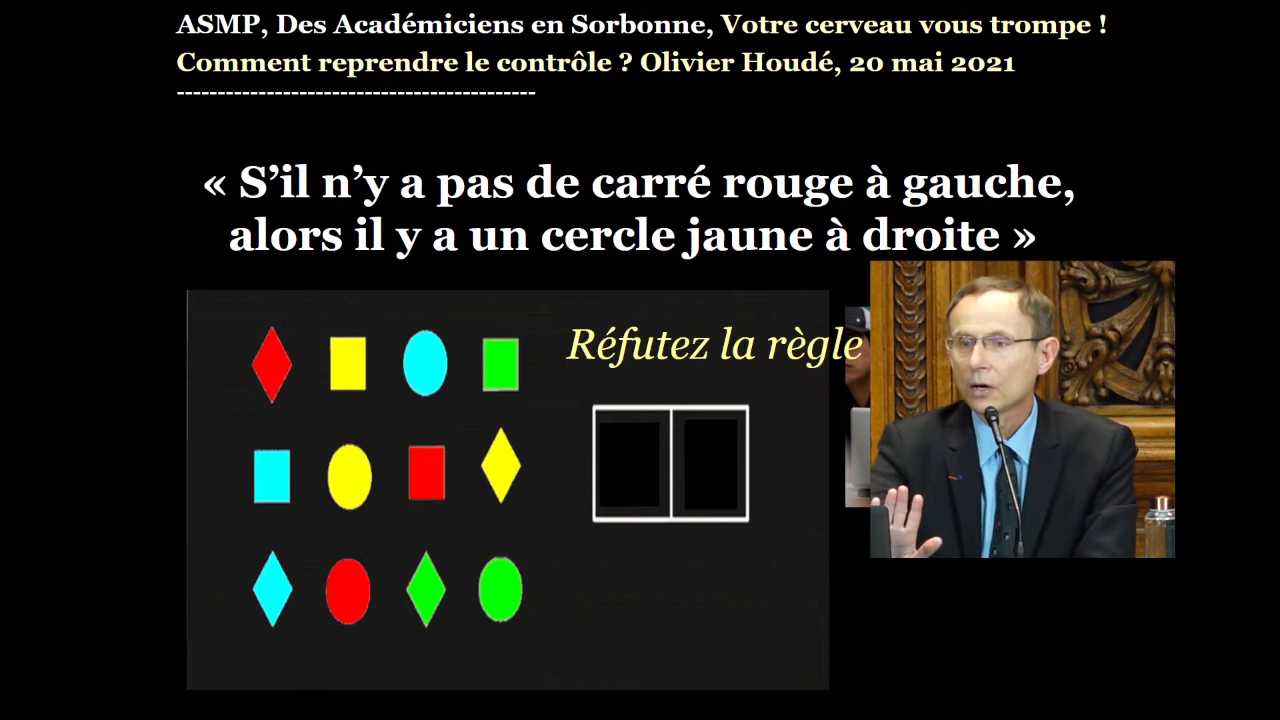 ASMP, Des Académiciens en Sorbonne, Votre cerveau vous trompe !
Comment reprendre le contrôle ? Olivier Houdé, 20 mai 2021
--------------------------------------------
« S’il n’y a pas de carré rouge à gauche,
alors il y a un cercle jaune à droite »
Réfutez la règle